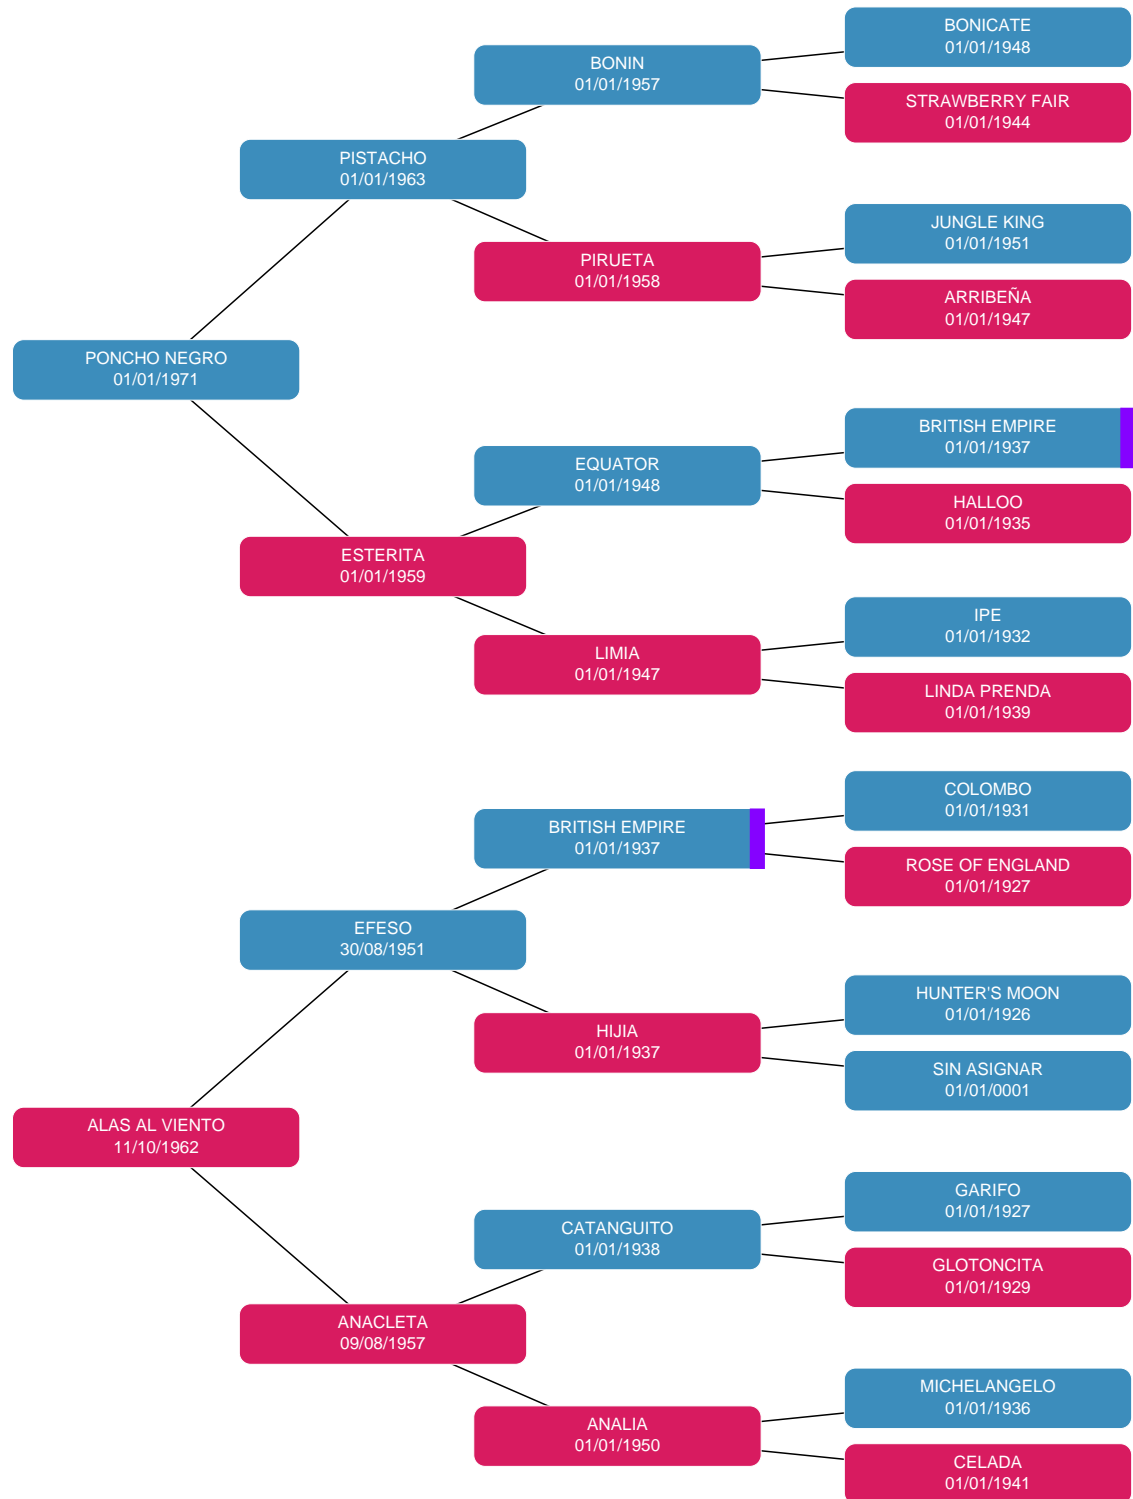 BONICATE
01/01/1948
BONIN
01/01/1957
STRAWBERRY FAIR
01/01/1944
PISTACHO
01/01/1963
JUNGLE KING
01/01/1951
PIRUETA
01/01/1958
ARRIBEÑA
01/01/1947
PONCHO NEGRO
01/01/1971
BRITISH EMPIRE
01/01/1937
EQUATOR
01/01/1948
HALLOO
01/01/1935
ESTERITA
01/01/1959
IPE
01/01/1932
LIMIA
01/01/1947
LINDA PRENDA
01/01/1939
COLOMBO
01/01/1931
BRITISH EMPIRE
01/01/1937
ROSE OF ENGLAND
01/01/1927
EFESO
30/08/1951
HUNTER'S MOON
01/01/1926
HIJIA
01/01/1937
SIN ASIGNAR
01/01/0001
ALAS AL VIENTO
11/10/1962
GARIFO
01/01/1927
CATANGUITO
01/01/1938
GLOTONCITA
01/01/1929
ANACLETA
09/08/1957
MICHELANGELO
01/01/1936
ANALIA
01/01/1950
CELADA
01/01/1941